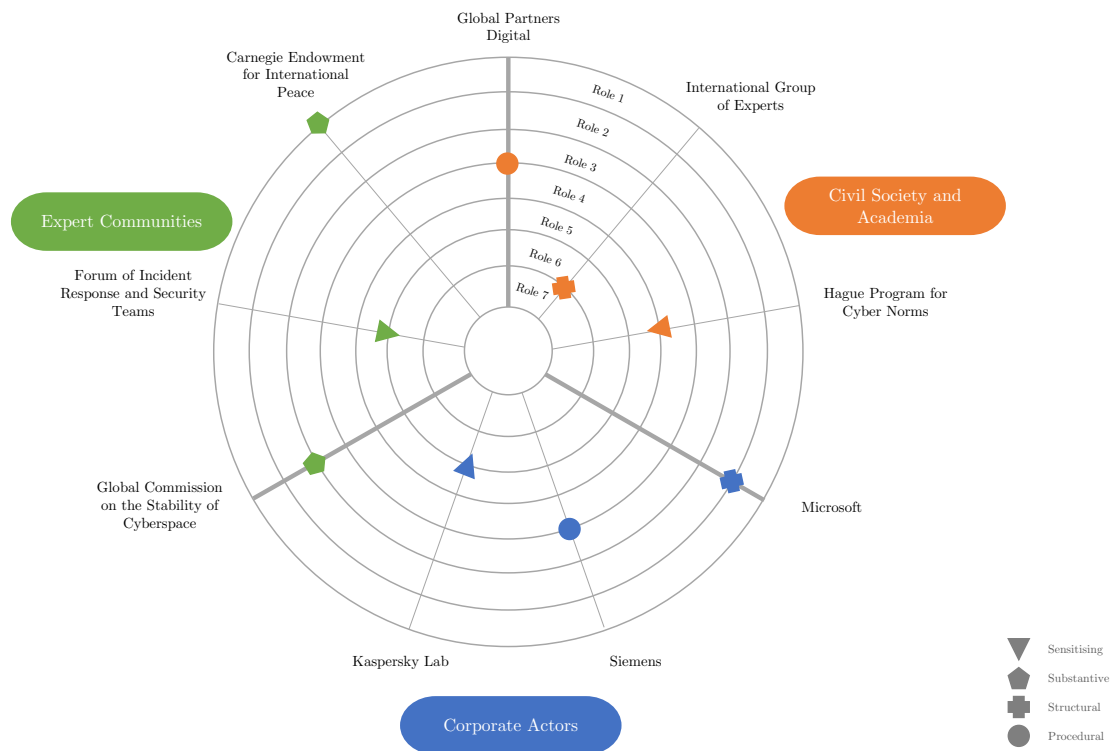 Global Partners
Digital
Carnegie Endowment
for International
Peace
International Group
of Experts
Role 1
Role 2
Role 3
Role 4
Role 5
Role 6
Role 7
Expert Communities
Civil Society and
Academia
Forum of Incident
Response and Security
Teams
Hague Program for
Cyber Norms
Global Commission
on the Stability of
Cyberspace
Microsoft
Kaspersky Lab
Siemens
Corporate Actors
Sensitising
Substantive
Structural
Procedural